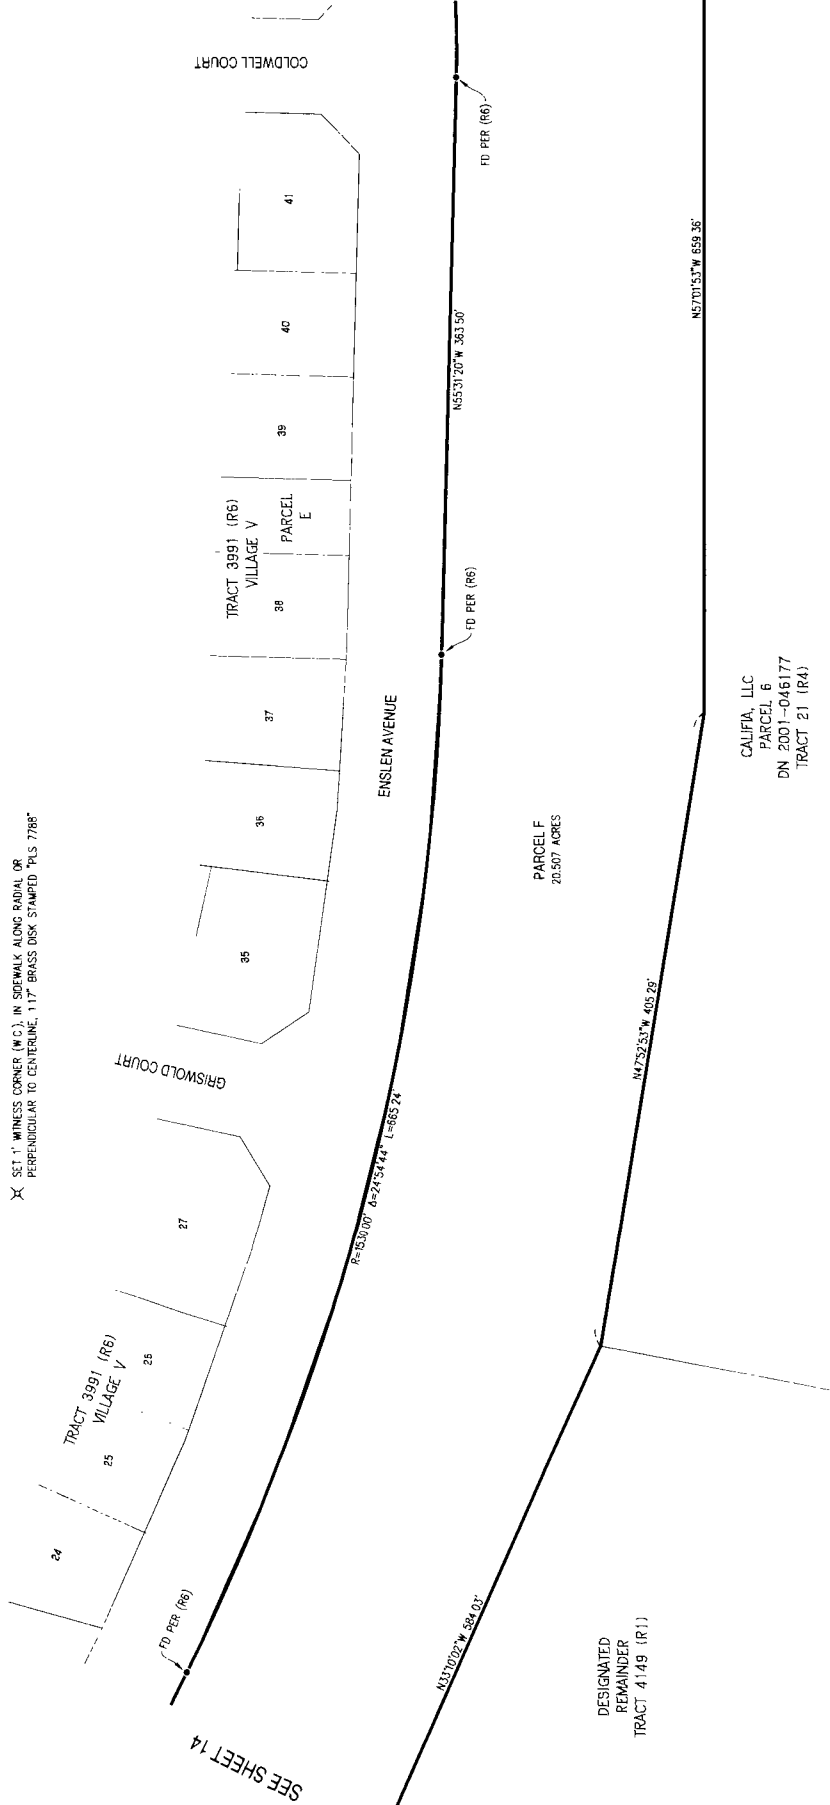 SET 1' WITNESS CORNER (W C), IN SIDEWALK ALONG RADIAL OR
PERPENDICULAR TO CENTERLINE, 1 17" BRASS DISK STAMPED "PLS 7788"
COLDWELL COURT
41
40
39
TRACT 3991 (R6)
VILLAGE V
PARCEL
E
38
37
36
35
GRISWOLD COURT
27
TRACT 3991 (R6)
VILLAGE V
26
25
24
FD PER (R6)
N55°31'20"W 363 50'
FD PER (R6)
ENSLEN AVENUE
R=1530 00' Δ=24°54'44" L=665 24'
FD PER (R6)
SEE SHEET 14
PARCEL F
20.507 ACRES
N57°01'53"W 659 36'
N47°52'53"W 405 29'
N33°10'02"W 584 03'
CALIFIA, LLC
PARCEL 6
DN 2001-046177
TRACT 21 (R4)
DESIGNATED
REMAINDER
TRACT 4149 (R1)